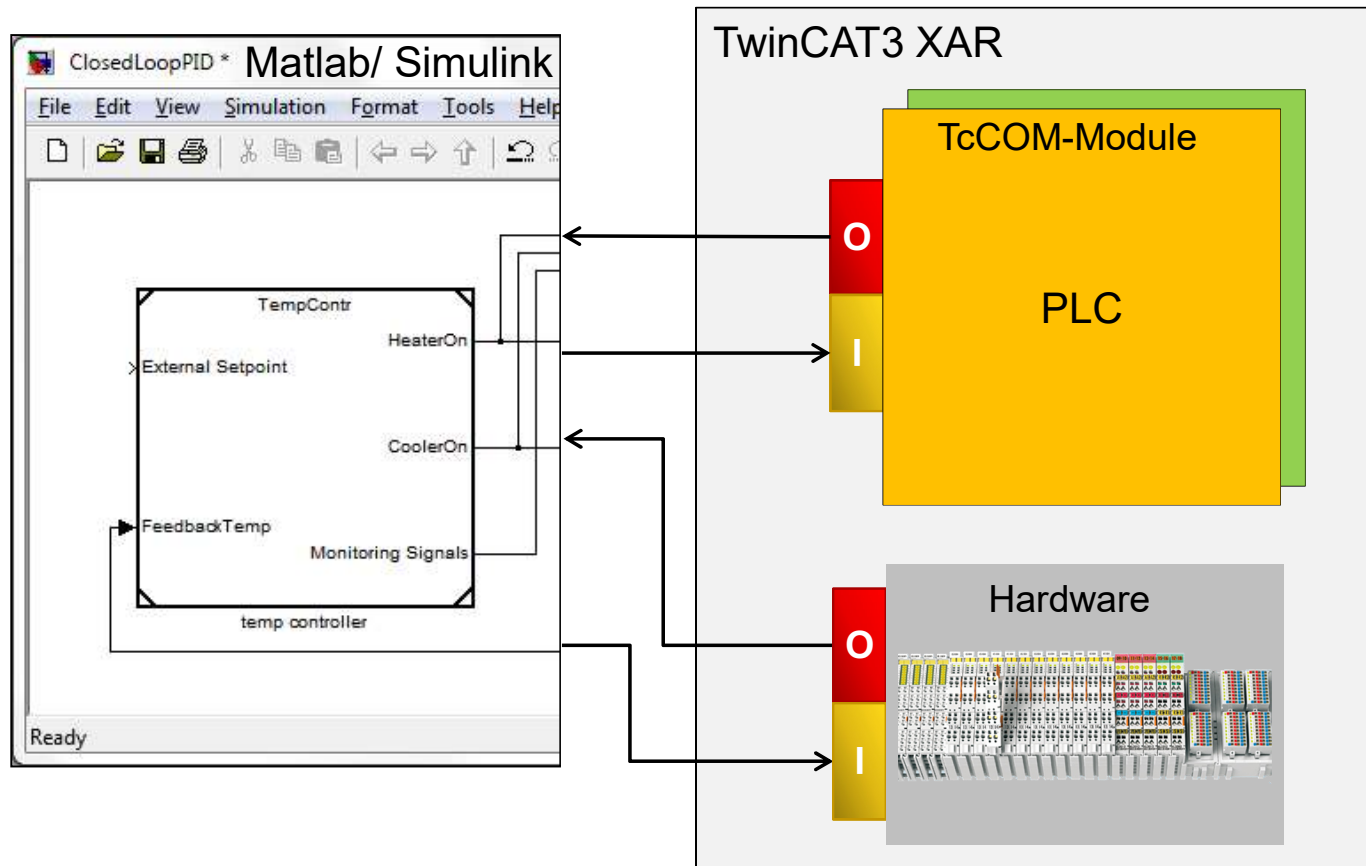 ClosedLoopPID * Matlab/ Simulink
File Edit View Simulation Format Tools Help
TempContr
HeaterOn
External Setpoint
CoolerOn
FeedbackTemp
Monitoring Signals
temp controller
Ready
TwinCAT3 XAR
TcCOM-Module
O
PLC
I
Hardware
O
I